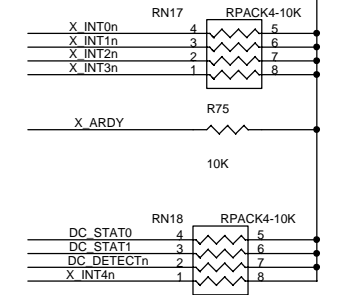 RN17 RPACK4-10K
X_INT0n 4 5
X_INT1n 3 6
X_INT2n 2 7
X_INT3n 1 8
R75
X_ARDY
10K
RN18 RPACK4-10K
DC_STAT0 4 5
DC_STAT1 3 6
DC_DETECTn 2 7
X_INT4n 1 8